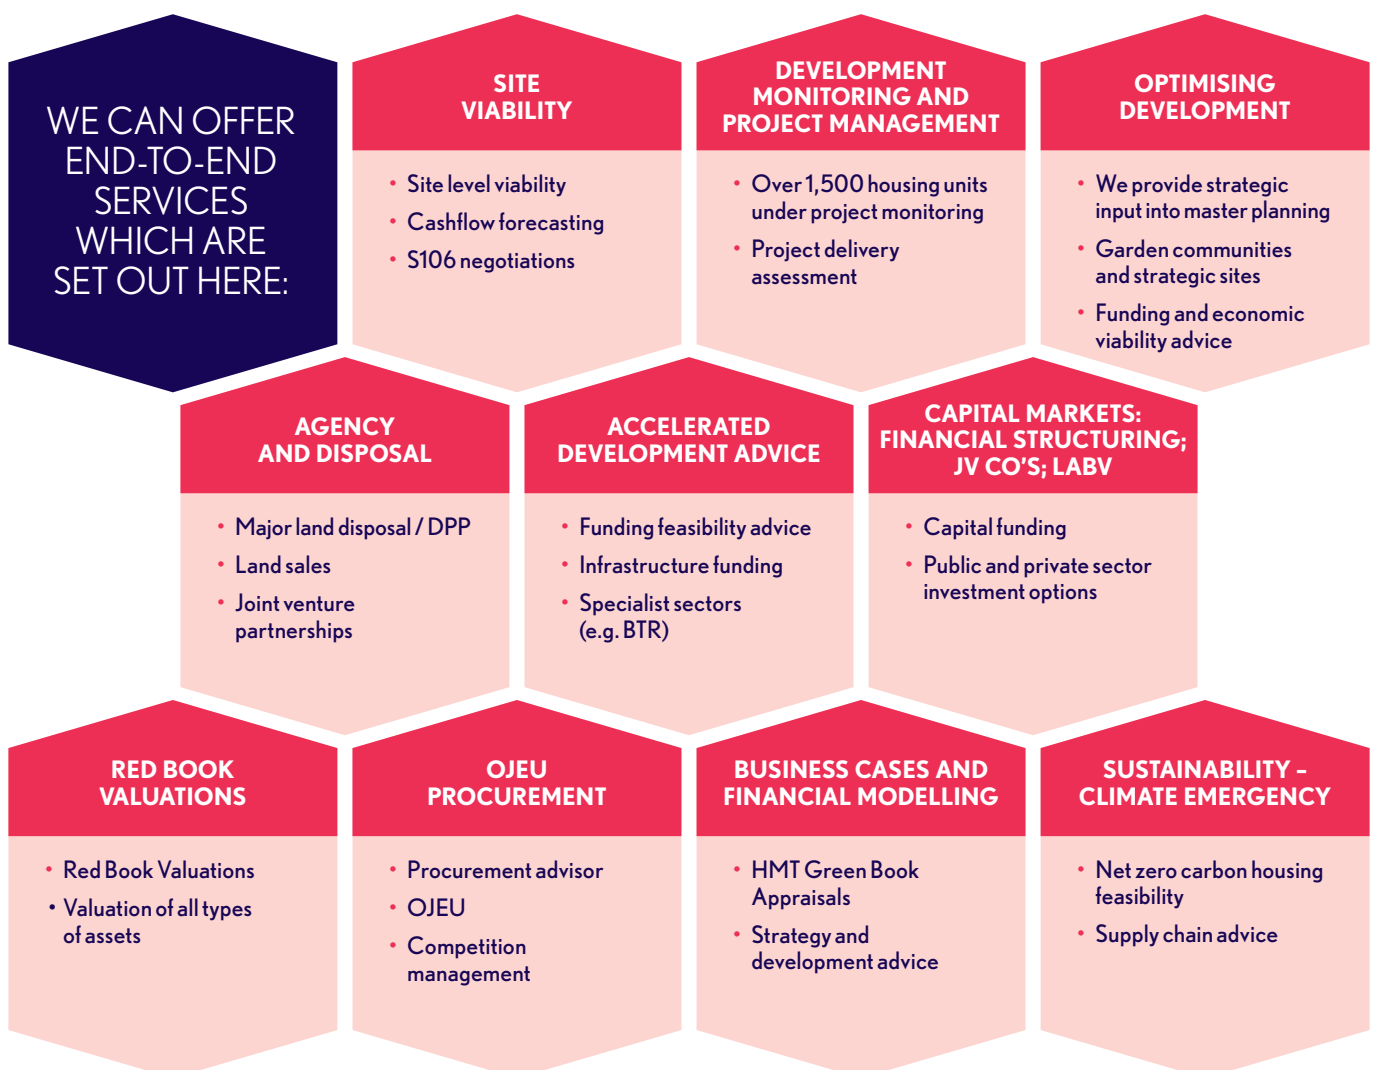 WE CAN OFFER
END-TO-END
SERVICES
WHICH ARE
SET OUT HERE:
SITE
VIABILITY
• Site level viability
• Cashflow forecasting
• S106 negotiations
DEVELOPMENT
MONITORING AND
PROJECT MANAGEMENT
• Over 1,500 housing units
under project monitoring
• Project delivery
assessment
OPTIMISING
DEVELOPMENT
• We provide strategic
input into master planning
• Garden communities
and strategic sites
• Funding and economic
viability advice
AGENCY
AND DISPOSAL
• Major land disposal / DPP
• Land sales
• Joint venture
partnerships
ACCELERATED
DEVELOPMENT ADVICE
• Funding feasibility advice
• Infrastructure funding
• Specialist sectors
(e.g. BTR)
CAPITAL MARKETS:
FINANCIAL STRUCTURING;
JV CO'S; LABV
• Capital funding
• Public and private sector
investment options
RED BOOK
VALUATIONS
• Red Book Valuations
• Valuation of all types
of assets
OJEU
PROCUREMENT
• Procurement advisor
• OJEU
• Competition
management
BUSINESS CASES AND
FINANCIAL MODELLING
• HMT Green Book
Appraisals
• Strategy and
development advice
SUSTAINABILITY –
CLIMATE EMERGENCY
• Net zero carbon housing
feasibility
• Supply chain advice